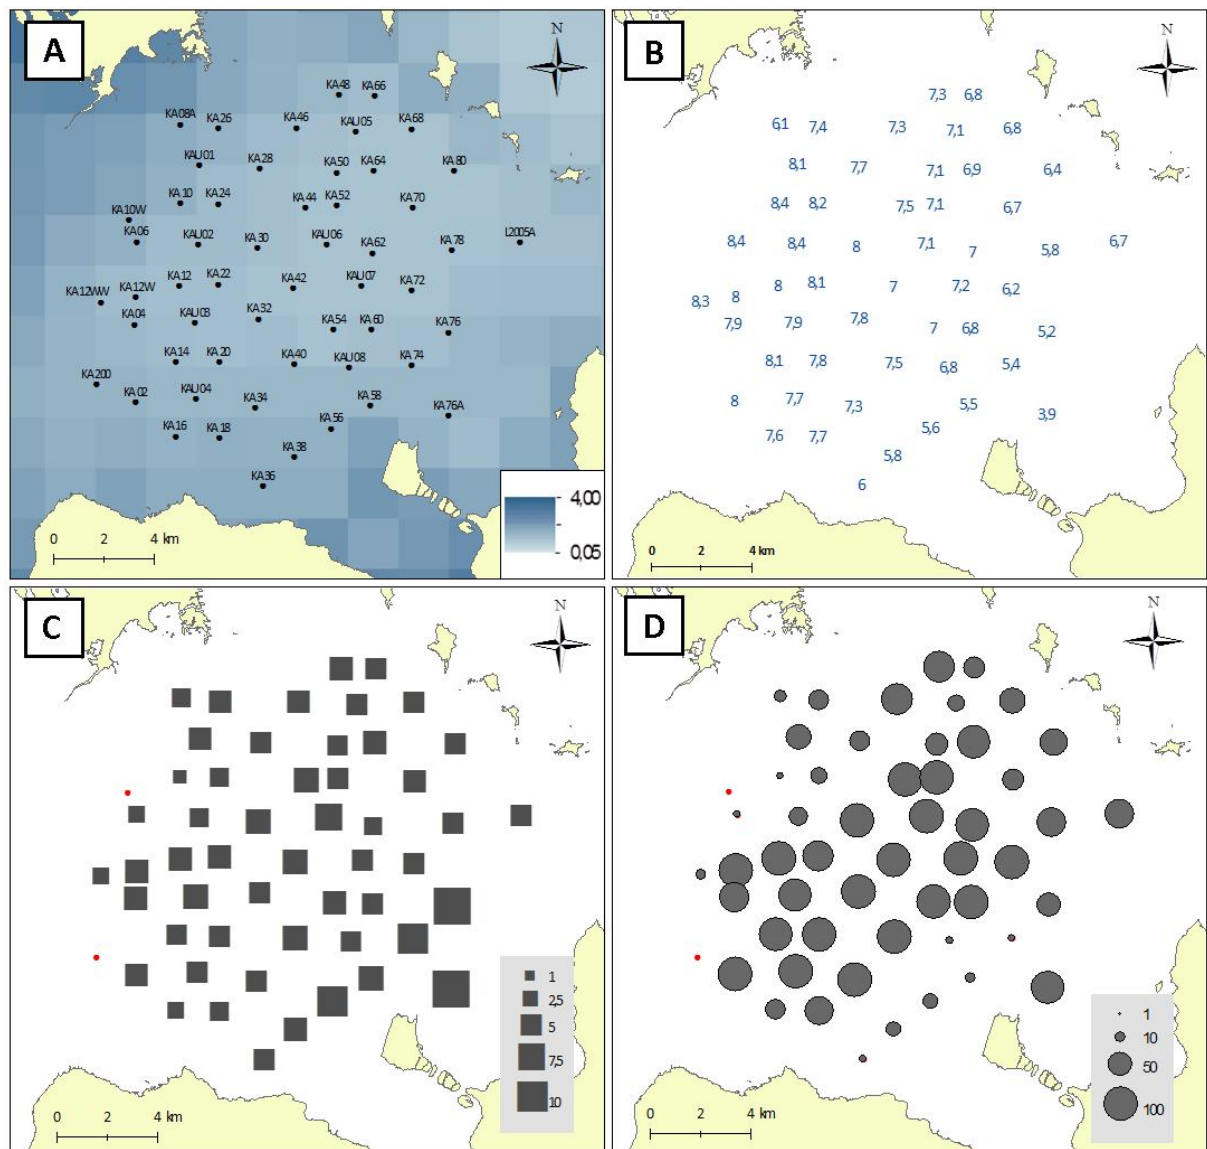 A
N
KA48 KA66
KA08A KA26 KA46 KAU05 KA68
KAU01 KA28 KA50 KA64 KA80
KA10 KA24 KA44 KA52 KA70
KA10W
KA06 KAU02 KA30 KAU06 KA62 KA78 L2005A
KA12WW KA12W KA12 KA22 KA42 KAU07 KA72
KA04 KAU03 KA32 KA54 KA60 KA76
KA14 KA20 KA40 KAU08 KA74
KA200 KA02 KAU04 KA34 KA58 KA76A
KA16 KA18 KA56
KA38
KA36
4,00
0,05
0 2 4 km
B
N
7,3 6,8
6,1 7,4 7,3 7,1 6,8
8,1 7,7 7,1 6,9 6,4
8,4 8,2 7,5 7,1 6,7
8,4 8,4 8 7,1 7 5,8 6,7
8,3 8 8 8,1 7 7,2 6,2
7,9 7,9 7,8 7 6,8 5,2
8,1 7,8 7,5 6,8 5,4
8 7,7 7,3 5,5 3,9
7,6 7,7 5,6
5,8
6
0 2 4 km
C
N
1
2,5
5
7,5
10
0 2 4 km
D
N
1
10
50
100
0 2 4 km